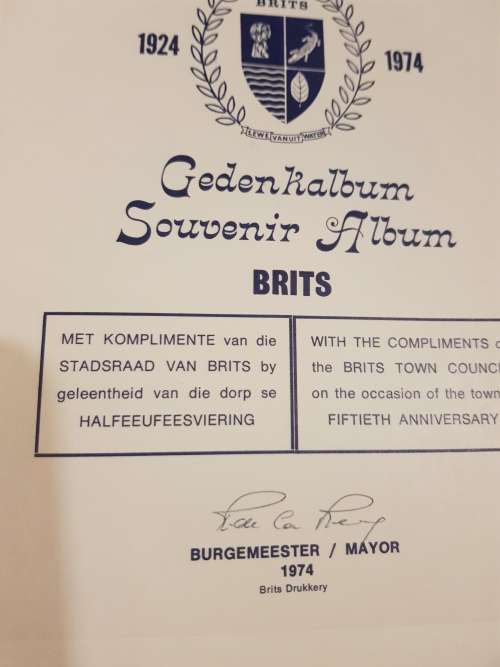 BRITS
1924
1974
LEWE VANUIT WATER
Gedenkalbum
Souvenir Album
BRITS
MET KOMPLIMENTE van die
STADSRAAD VAN BRITS by
geleentheid van die dorp se
HALFEEUFEESVIERING
WITH THE COMPLIMENTS
the BRITS TOWN COUNC
on the occasion of the town
FIFTIETH ANNIVERSARY
BURGEMEESTER / MAYOR
1974
Brits Drukkery